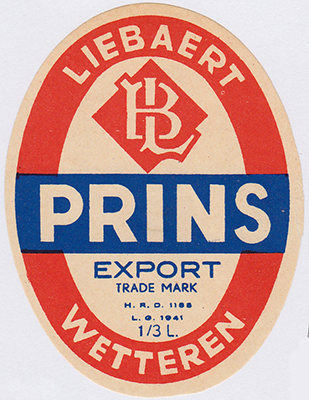 LIEBAERT
BL
PRINS
EXPORT
TRADE MARK
H. R. D. 1165
L. G. 1941
1/3 L.
WETTEREN